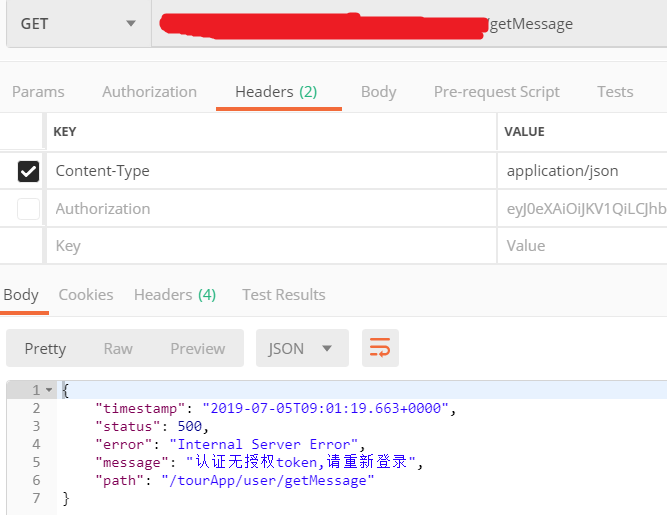 GET /getMessage
Params Authorization Headers (2) Body Pre-request Script Tests
KEY VALUE
Content-Type application/json
Authorization eyJ0eXAiOiJKV1QiLCJhb
Key Value
Body Cookies Headers (4) Test Results
Pretty Raw Preview JSON
1 {
2 "timestamp": "2019-07-05T09:01:19.663+0000",
3 "status": 500,
4 "error": "Internal Server Error",
5 "message": "认证无授权token,请重新登录",
6 "path": "/tourApp/user/getMessage"
7 }